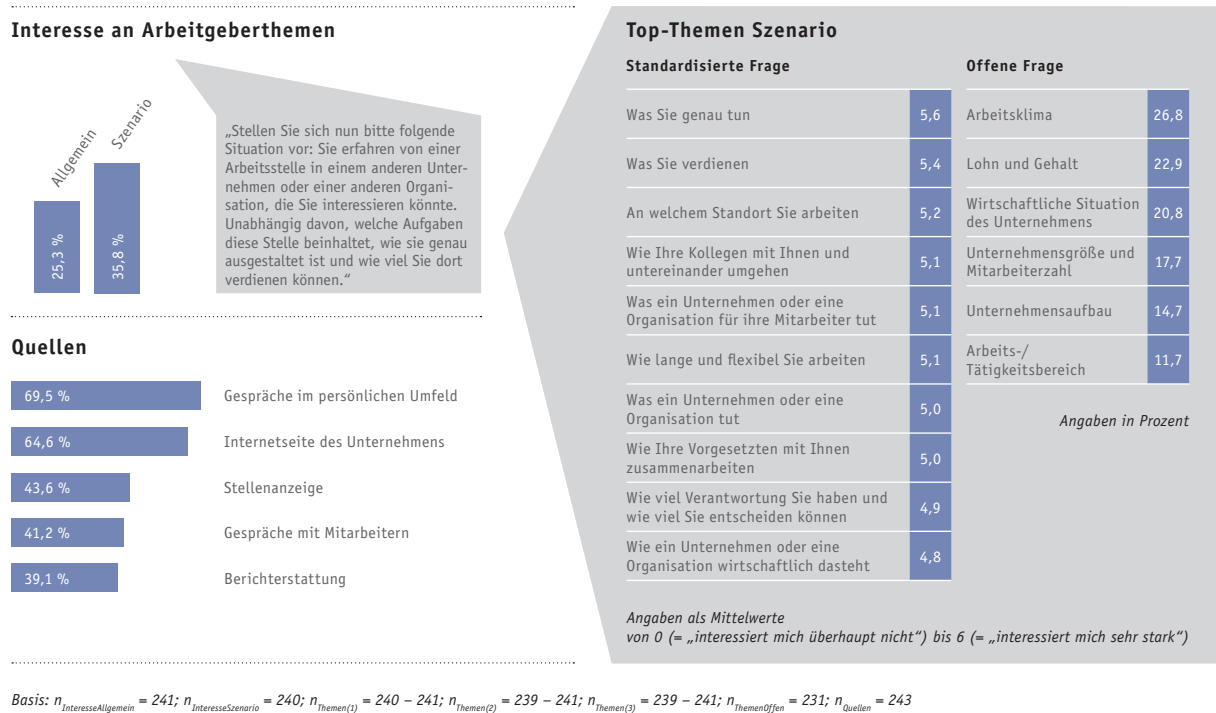 Interesse an Arbeitgeberthemen
Allgemein
Szenario
25,3 %
35,8 %
„Stellen Sie sich nun bitte folgende
Situation vor: Sie erfahren von einer
Arbeitsstelle in einem anderen Unter-
nehmen oder einer anderen Organi-
sation, die Sie interessieren könnte.
Unabhängig davon, welche Aufgaben
diese Stelle beinhaltet, wie sie genau
ausgestaltet ist und wie viel Sie dort
verdienen können.“
Quellen
69,5 % Gespräche im persönlichen Umfeld
64,6 % Internetseite des Unternehmens
43,6 % Stellenanzeige
41,2 % Gespräche mit Mitarbeitern
39,1 % Berichterstattung
Top-Themen Szenario
Standardisierte Frage
Was Sie genau tun 5,6
Was Sie verdienen 5,4
An welchem Standort Sie arbeiten 5,2
Wie Ihre Kollegen mit Ihnen und
untereinander umgehen 5,1
Was ein Unternehmen oder eine
Organisation für ihre Mitarbeiter tut 5,1
Wie lange und flexibel Sie arbeiten 5,1
Was ein Unternehmen oder eine
Organisation tut 5,0
Wie Ihre Vorgesetzten mit Ihnen
zusammenarbeiten 5,0
Wie viel Verantwortung Sie haben und
wie viel Sie entscheiden können 4,9
Wie ein Unternehmen oder eine
Organisation wirtschaftlich dasteht 4,8
Angaben als Mittelwerte
von 0 (= „interessiert mich überhaupt nicht“) bis 6 (= „interessiert mich sehr stark“)
Offene Frage
Arbeitsklima 26,8
Lohn und Gehalt 22,9
Wirtschaftliche Situation
des Unternehmens 20,8
Unternehmensgröße und
Mitarbeiterzahl 17,7
Unternehmensaufbau 14,7
Arbeits-/
Tätigkeitsbereich 11,7
Angaben in Prozent
Basis: n InteresseAllgemein = 241; n InteresseSzenario = 240; n Themen(1) = 240 – 241; n Themen(2) = 239 – 241; n Themen(3) = 239 – 241; n ThemenOffen = 231; n Quellen = 243